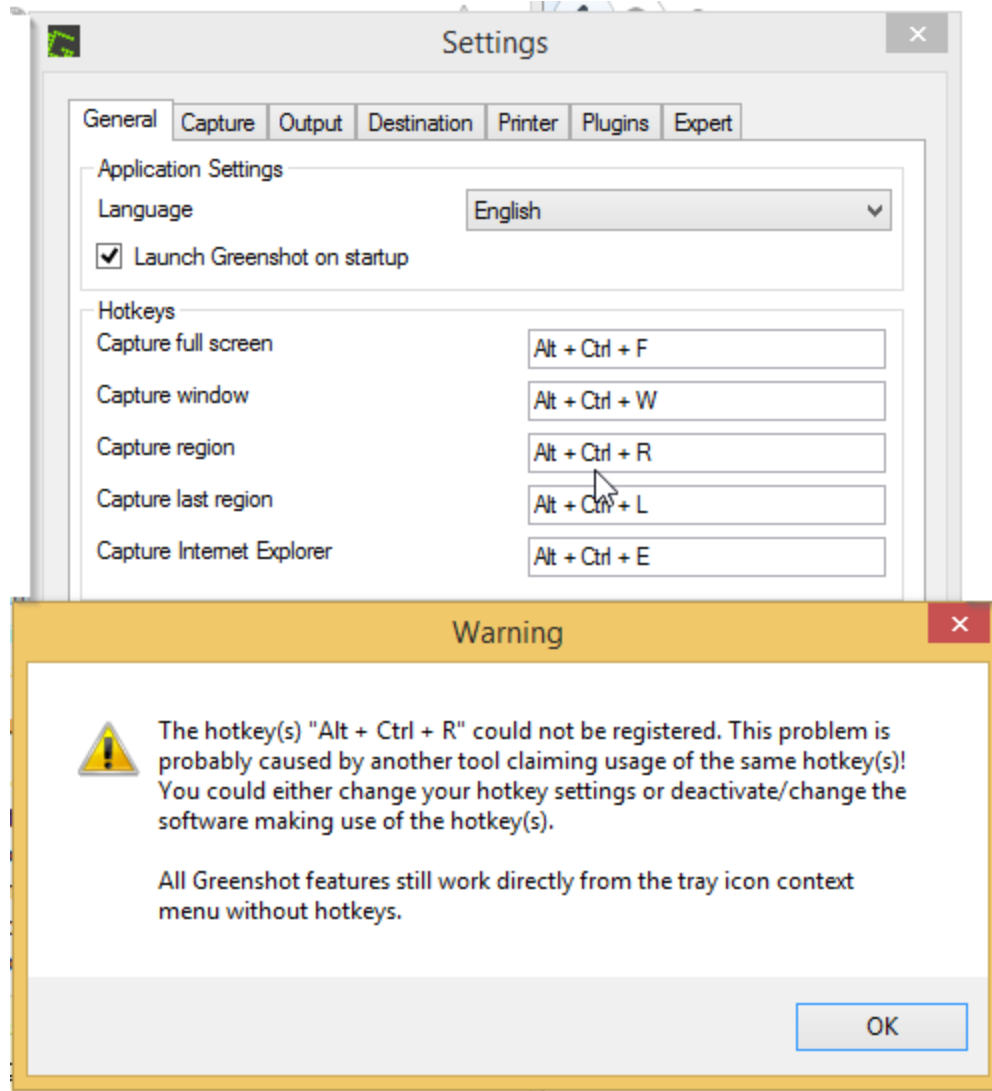 Settings
General Capture Output Destination Printer Plugins Expert
Application Settings
Language English
Launch Greenshot on startup
Hotkeys
Capture full screen Alt + Ctrl + F
Capture window Alt + Ctrl + W
Capture region Alt + Ctrl + R
Capture last region Alt + Ctrl + L
Capture Internet Explorer Alt + Ctrl + E
Warning
The hotkey(s) "Alt + Ctrl + R" could not be registered. This problem is
probably caused by another tool claiming usage of the same hotkey(s)!
You could either change your hotkey settings or deactivate/change the
software making use of the hotkey(s).
All Greenshot features still work directly from the tray icon context
menu without hotkeys.
OK